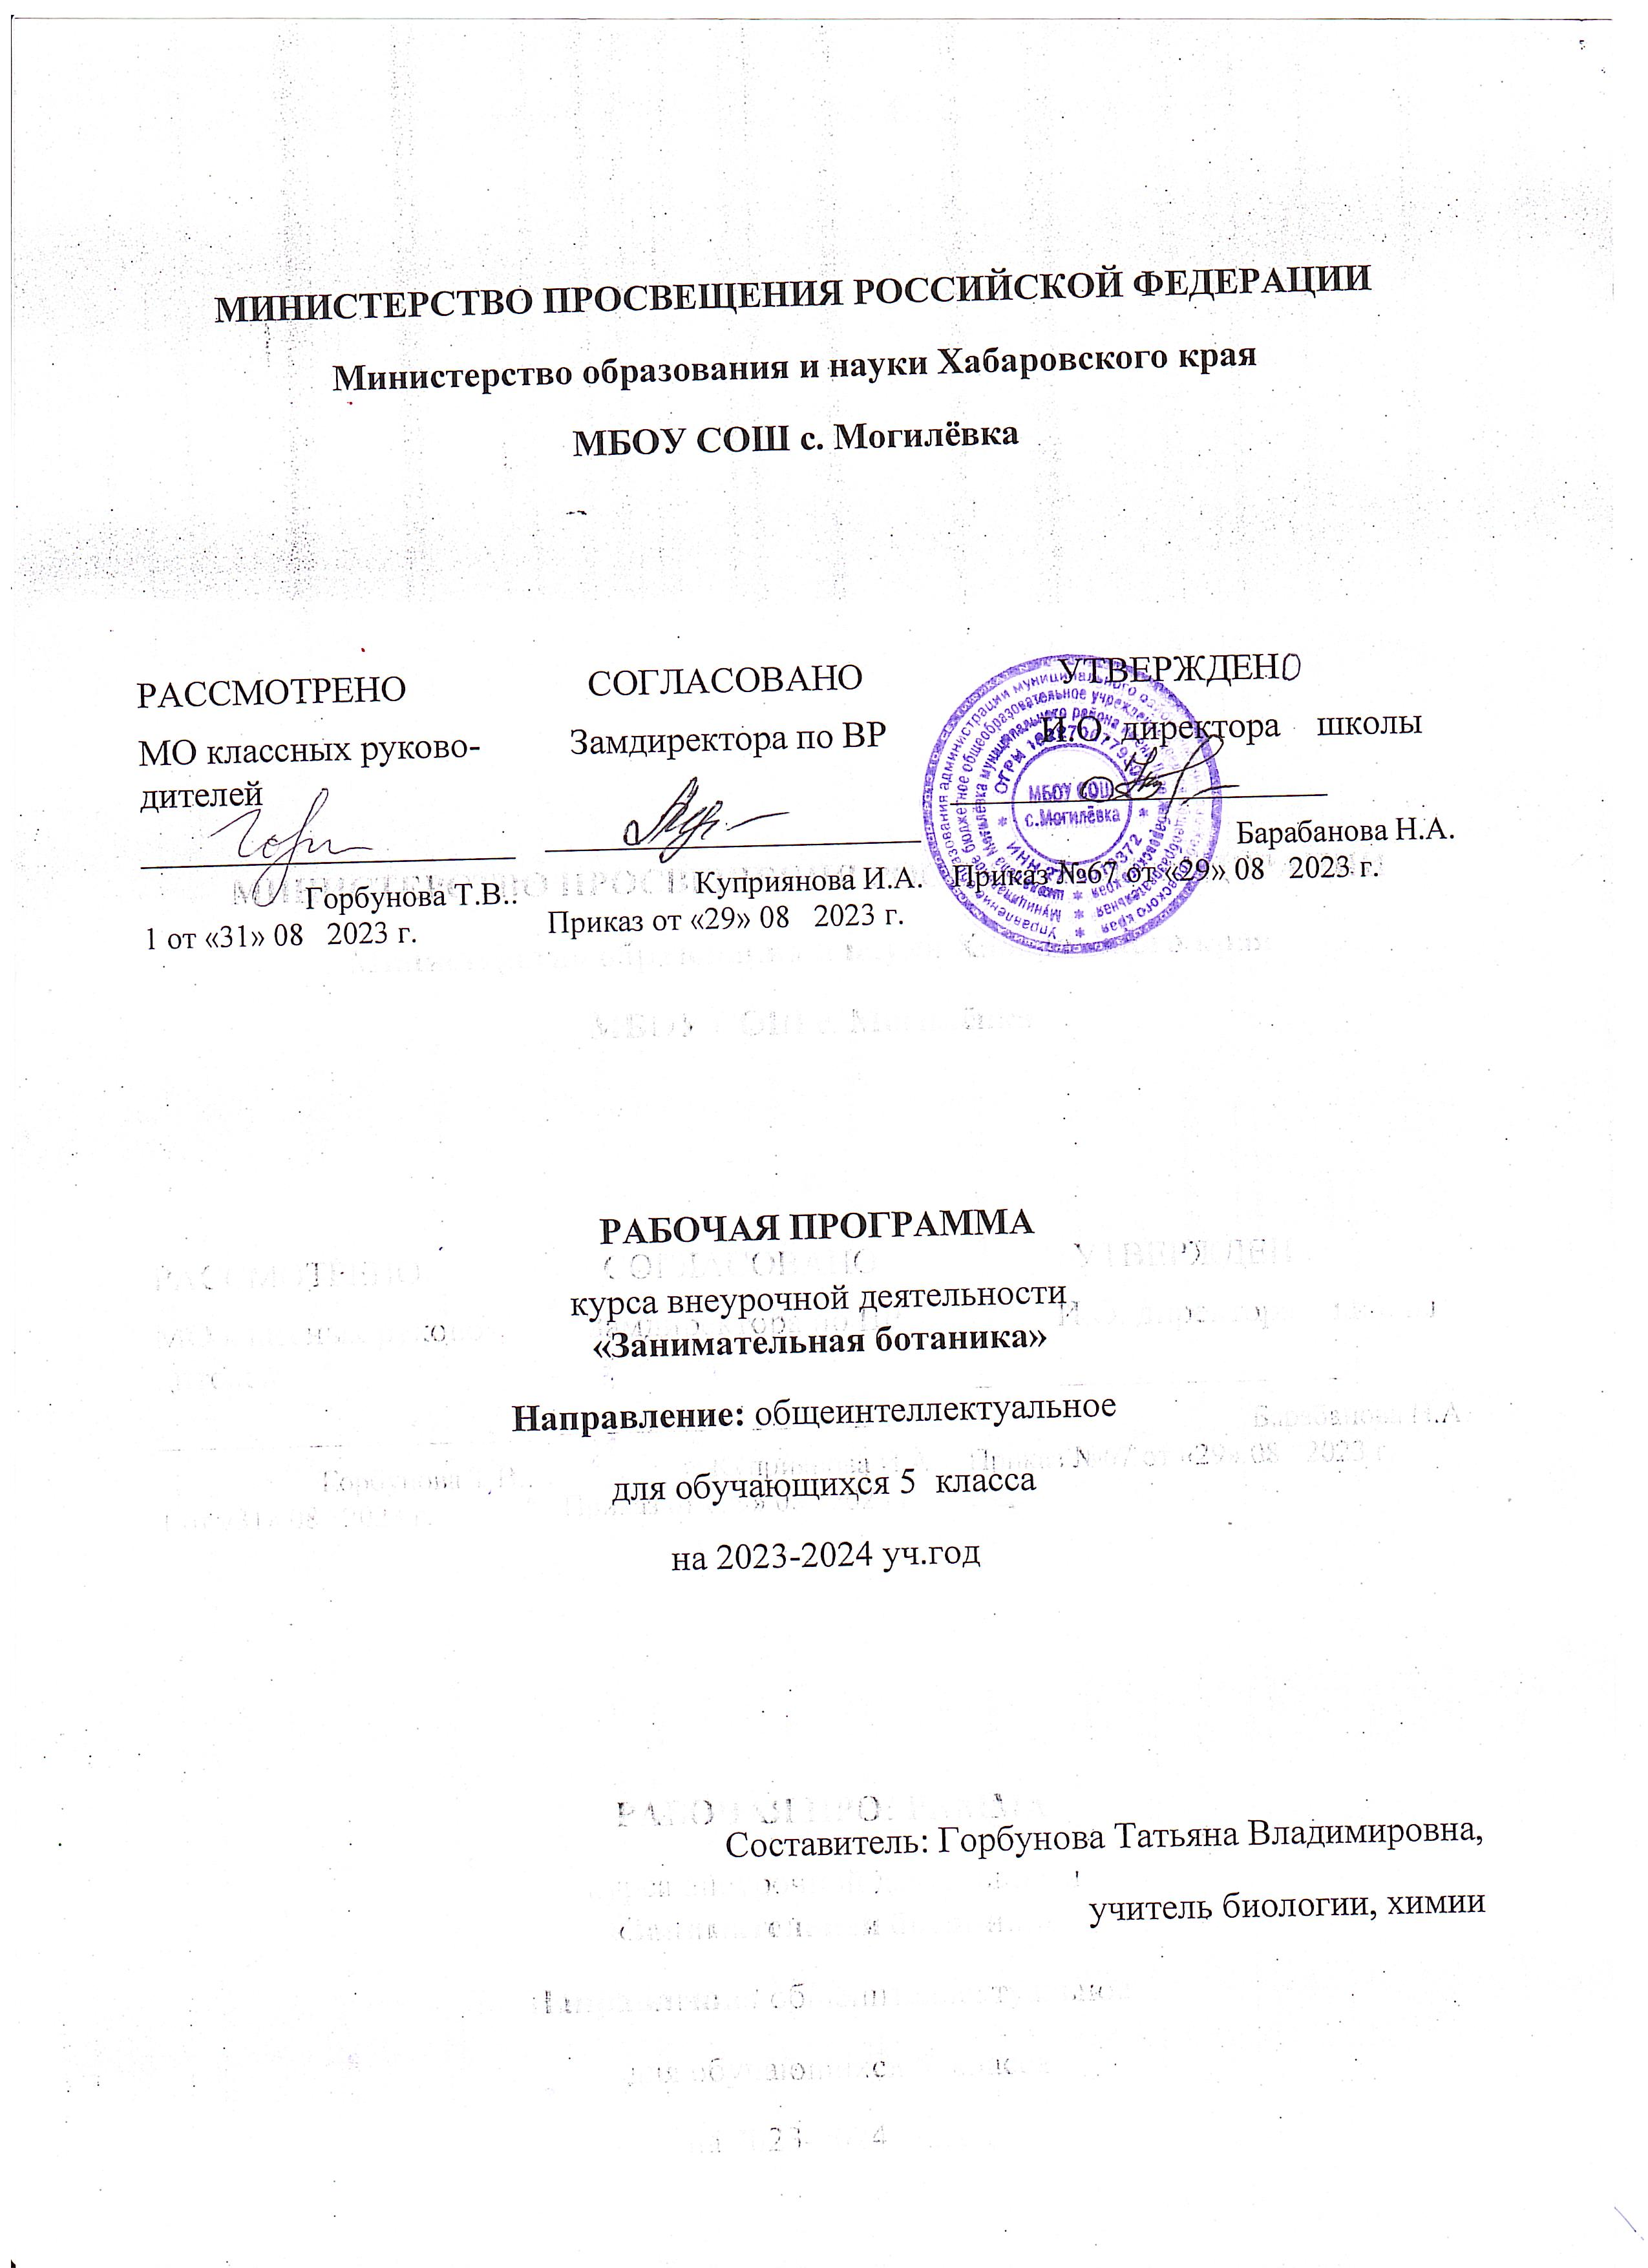 МИНИСТЕРСТВО ПРОСВЕЩЕНИЯ РОССИЙСКОЙ ФЕДЕРАЦИИ
Министерство образования и науки Хабаровского края
МБОУ СОШ с. Могилёвка
РАССМОТРЕНО
МО классных руково-
дителей
Горбунова Т.В..
1 от «31» 08 2023 г.
СОГЛАСОВАНО
Замдиректора по ВР
Куприянова И.А.
Приказ от «29» 08 2023 г.
УТВЕРЖДЕНО
И.О. директора школы
Барабанова Н.А.
Приказ №67 от «29» 08 2023 г.
МБОУ СОШ
с.Могилёвка
РАБОЧАЯ ПРОГРАММА
курса внеурочной деятельности
«Занимательная ботаника»
Направление: общеинтеллектуальное
для обучающихся 5 класса
на 2023-2024 уч.год
Составитель: Горбунова Татьяна Владимировна,
учитель биологии, химии